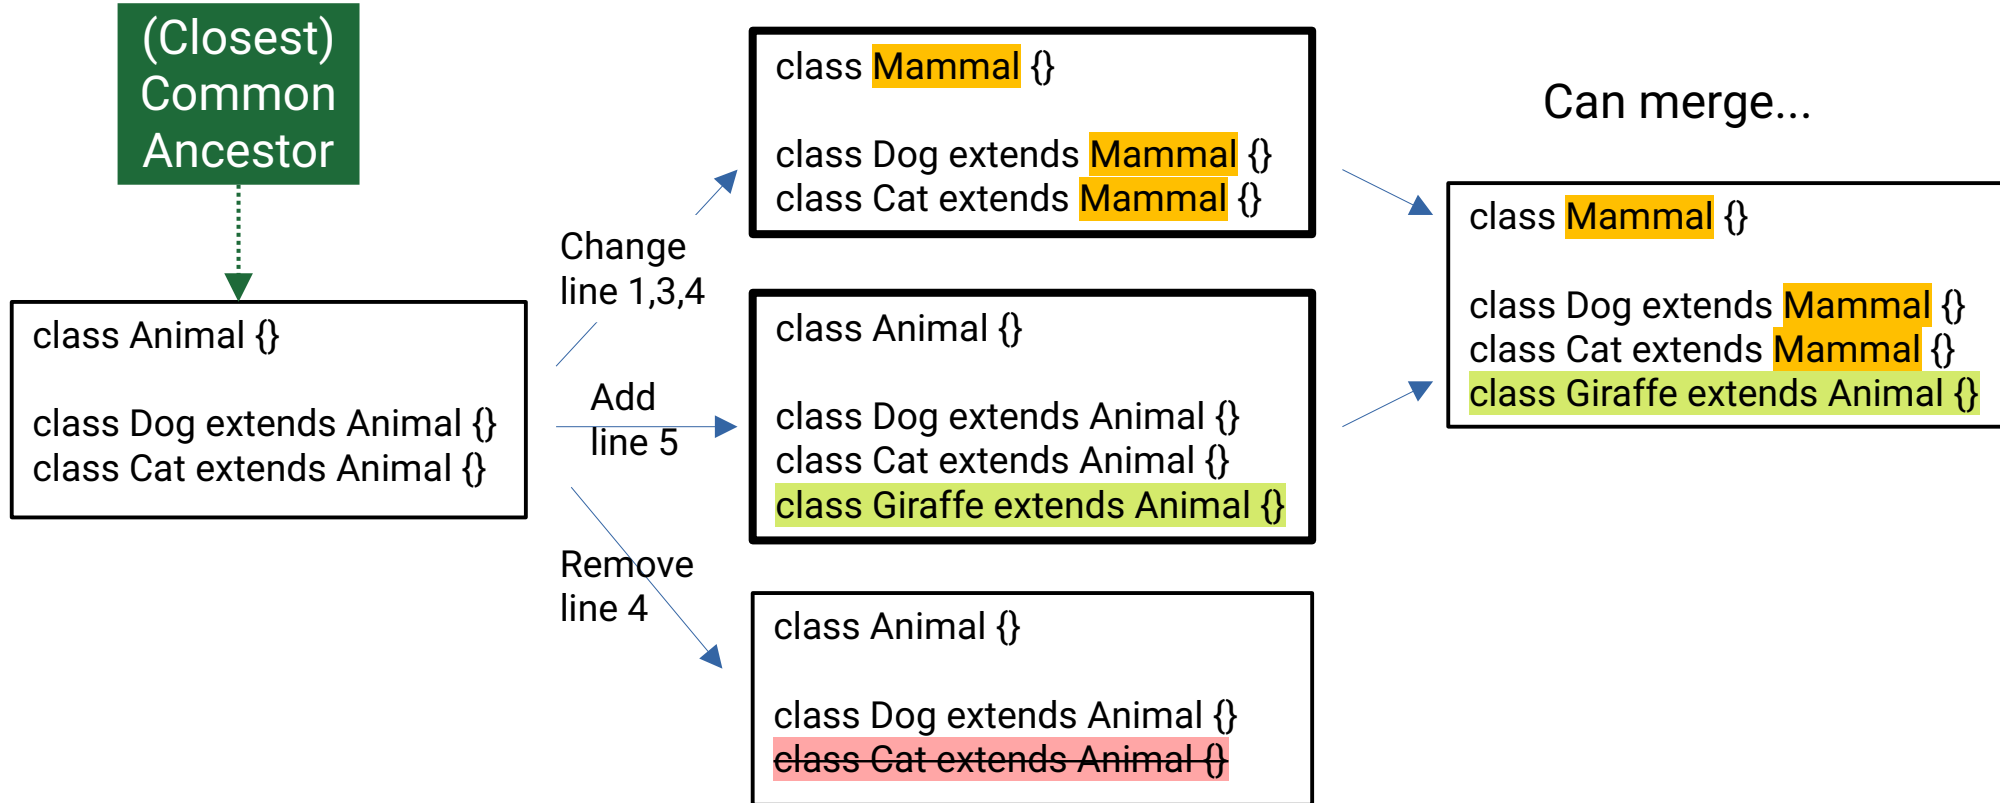 (Closest)
Common
Ancestor
class Animal {}
class Dog extends Animal {}
class Cat extends Animal {}
Change
line 1,3,4
Add
line 5
Remove
line 4
class Mammal {}
class Dog extends Mammal {}
class Cat extends Mammal {}
class Animal {}
class Dog extends Animal {}
class Cat extends Animal {}
class Giraffe extends Animal {}
class Animal {}
class Dog extends Animal {}
class Cat extends Animal {}
Can merge...
class Mammal {}
class Dog extends Mammal {}
class Cat extends Mammal {}
class Giraffe extends Animal {}